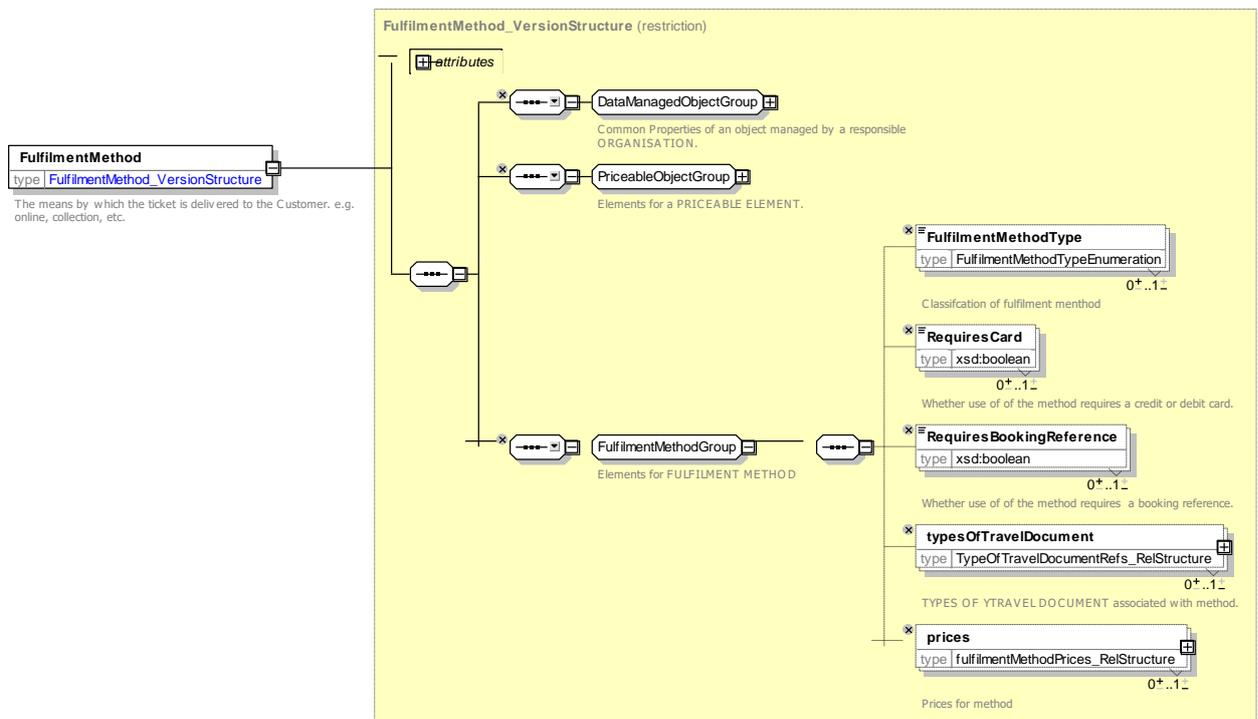 FulfilmentMethod_VersionStructure (restriction)
attributes
DataManagedObjectGroup
Common Properties of an object managed by a responsible
ORGANISATION.
FulfilmentMethod
type FulfilmentMethod_VersionStructure
The means by which the ticket is delivered to the Customer. e.g.
online, collection, etc.
PriceableObjectGroup
Elements for a PRICEABLE ELEMENT.
FulfilmentMethodType
type FulfilmentMethodTypeEnumeration
0..1
Classifcation of fulfilment menthod
RequiresCard
type xsd:boolean
0..1
Whether use of of the method requires a credit or debit card.
FulfilmentMethodGroup
Elements for FULFILMENT METHOD
RequiresBookingReference
type xsd:boolean
0..1
Whether use of of the method requires a booking reference.
typesOfTravelDocument
type TypeOfTravelDocumentRefs_RelStructure
0..1
TYPES OF YTRAVEL DOCUMENT associated with method.
prices
type fulfilmentMethodPrices_RelStructure
0..1
Prices for method